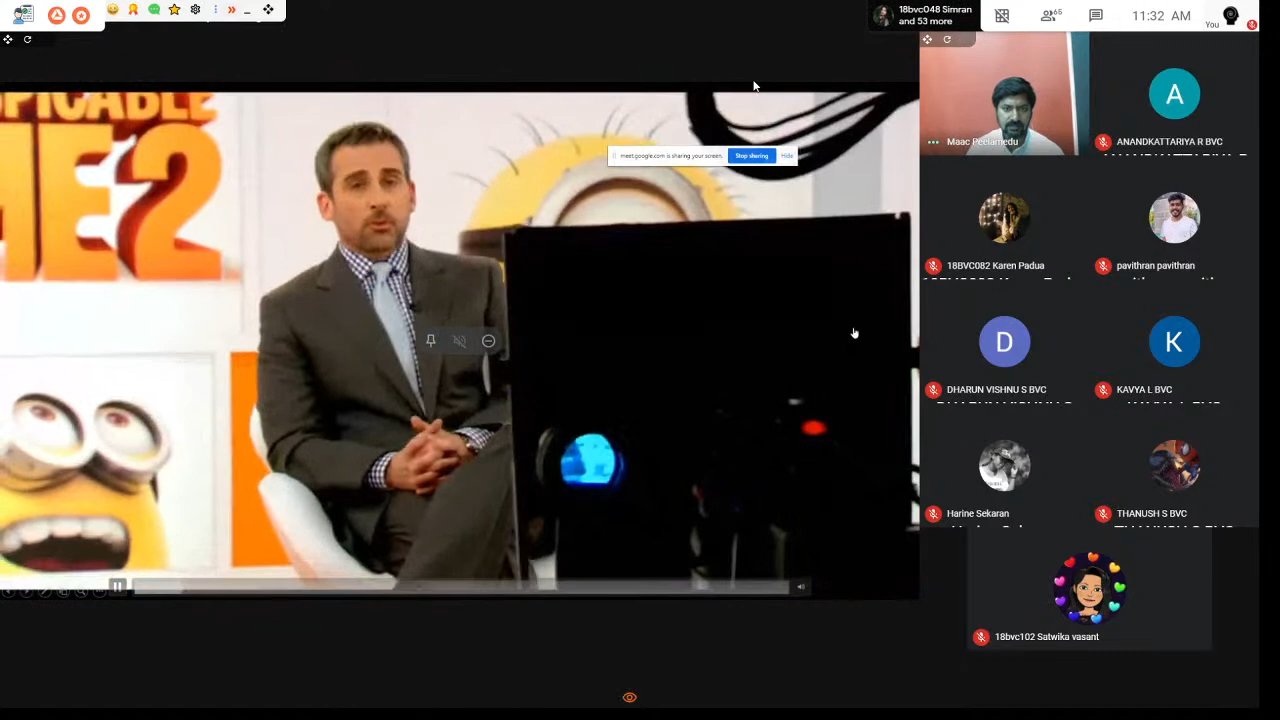 18bvc048 Simran
and 53 more
65
11:32 AM
You
PICABLE
ME2
meet.google.com is sharing your screen.
Stop sharing
Hide
Maac Peelamedu
A
ANANDKATTARIYA R BVC
18BVC082 Karen Padua
pavithran pavithran
D
DHARUN VISHNU S BVC
K
KAVYA L BVC
Harine Sekaran
THANUSH S BVC
18bvc102 Satwika vasant